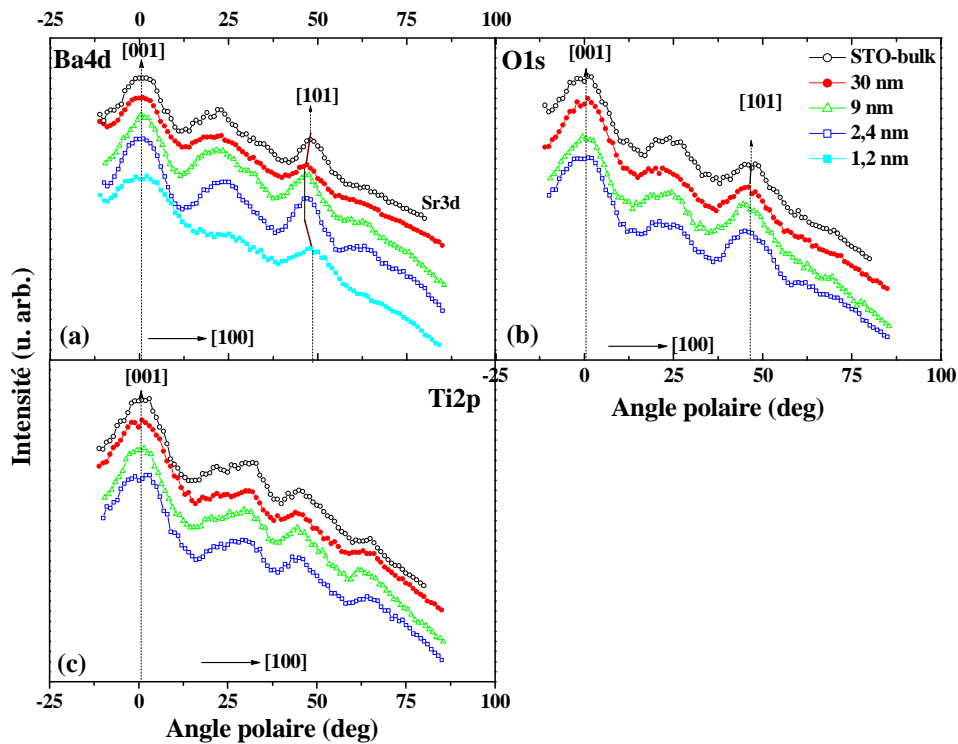 -25 0 25 50 75 100
Ba4d
[001]
[101]
Sr3d
(a)
[100]
O1s
[001]
[101]
STO-bulk
30 nm
9 nm
2,4 nm
1,2 nm
(b)
[100]
-25 0 25 50 75 100
Angle polaire (deg)
Intensité (u. arb.)
[001]
Ti2p
(c)
[100]
-25 0 25 50 75 100
Angle polaire (deg)